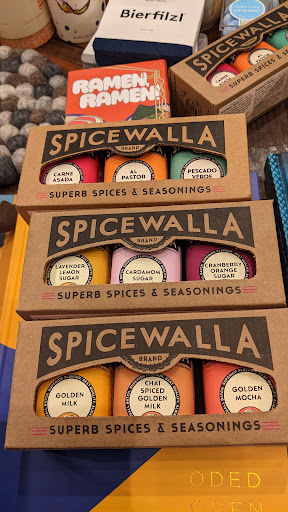 Bierfilzl
RAMEN
RAMEN
SPICEWALLA
BRAND
SUPERB SPICES & SEASONINGS
SPICEWALLA
BRAND
CARNE
ASADA
AL
PASTOR
PESCADO
VERDE
SUPERB SPICES & SEASONINGS
SPICEWALLA
BRAND
LAVENDER
LEMON
SUGAR
CARDAMOM
SUGAR
CRANBERRY
ORANGE
SUGAR
SUPERB SPICES & SEASONINGS
SPICEWALLA
BRAND
GOLDEN
MILK
CHAI
SPICED
GOLDEN
MILK
GOLDEN
MOCHA
SUPERB SPICES & SEASONINGS
ODED